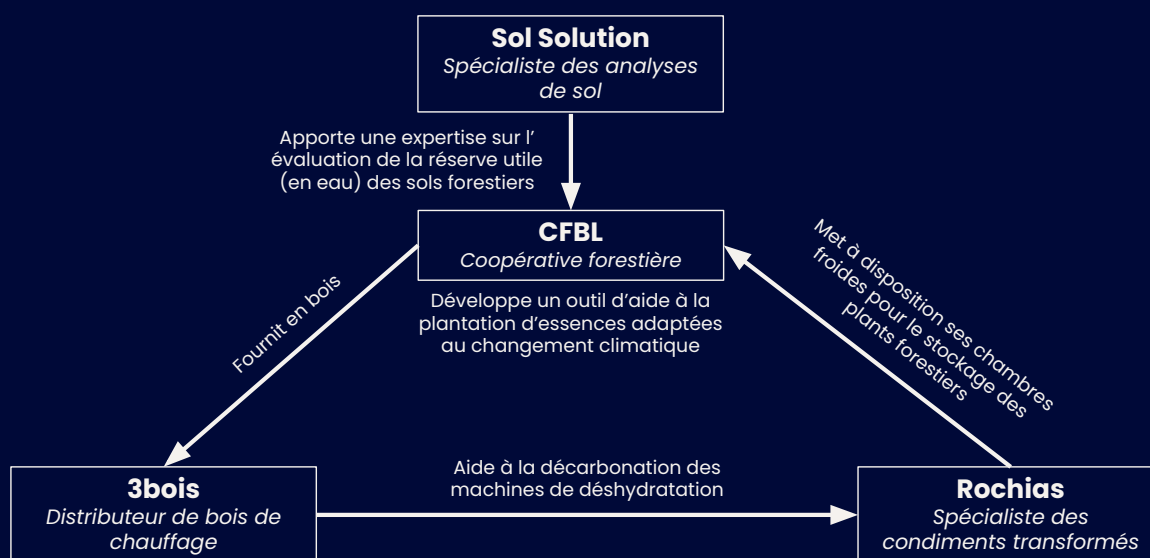 Sol Solution
Spécialiste des analyses
de sol
Apporte une expertise sur l'
évaluation de la réserve utile
(en eau) des sols forestiers
CFBL
Coopérative forestière
Développe un outil d'aide à la
plantation d'essences adaptées
au changement climatique
Fournit en bois
Met à disposition ses chambres
froides pour le stockage des
plants forestiers
3bois
Distributeur de bois de
chauffage
Aide à la décarbonation des
machines de déshydratation
Rochias
Spécialiste des
condiments transformés